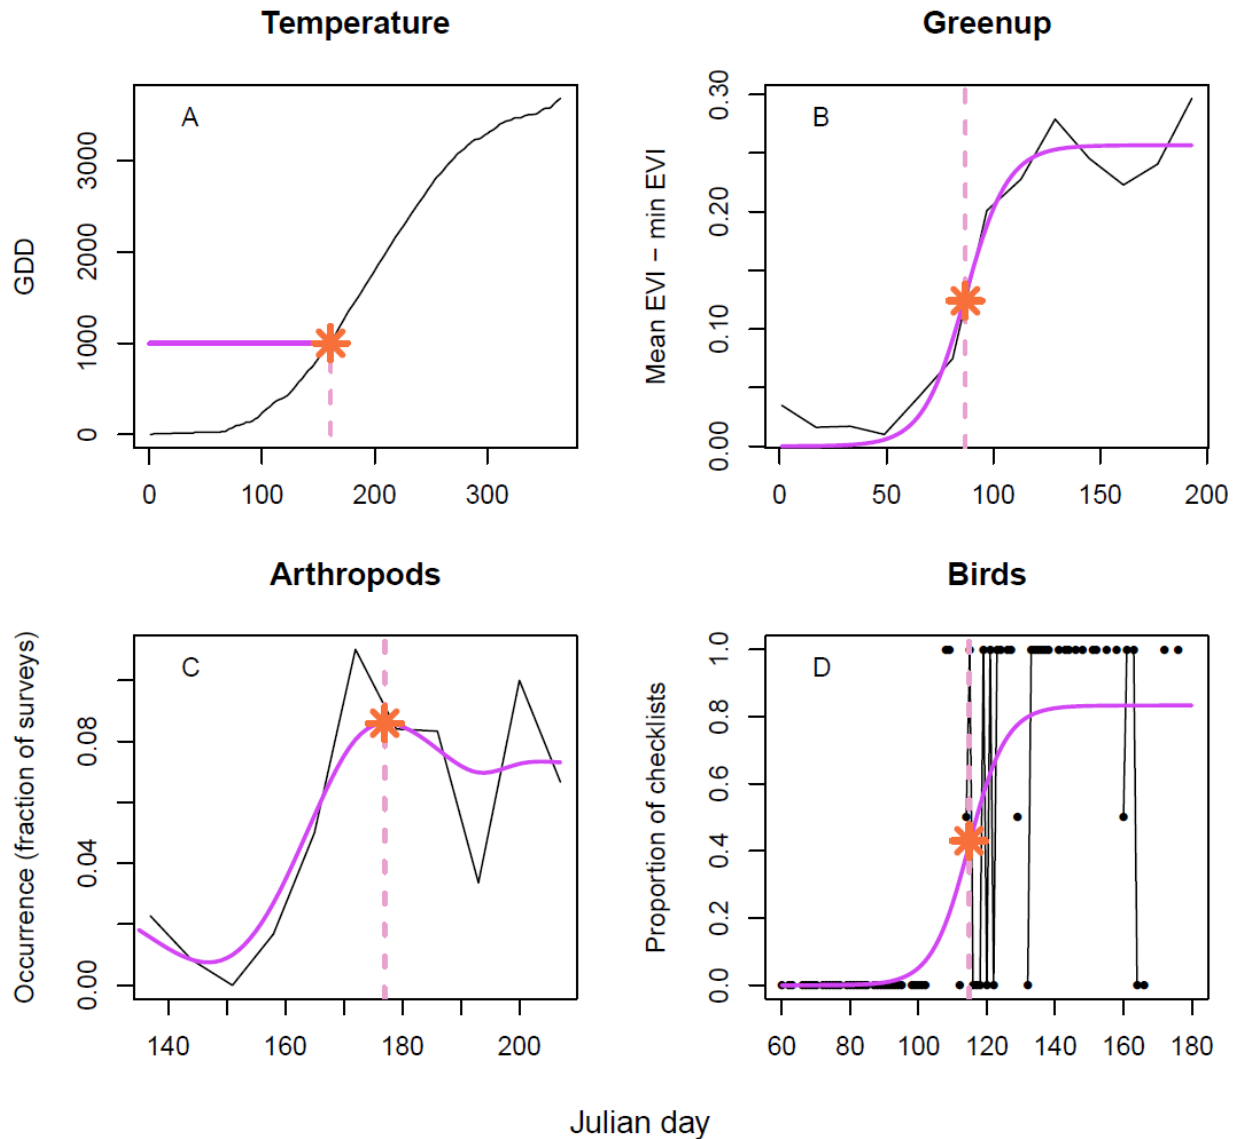 Temperature
A
GDD
3000
2000
1000
0
0 100 200 300
Greenup
B
Mean EVI − min EVI
0.30
0.20
0.10
0.00
0 50 100 150 200
Arthropods
C
Occurrence (fraction of surveys)
0.08
0.04
0.00
140 160 180 200
Birds
D
Proportion of checklists
1.0
0.8
0.6
0.4
0.2
0.0
60 80 100 120 140 160 180
Julian day